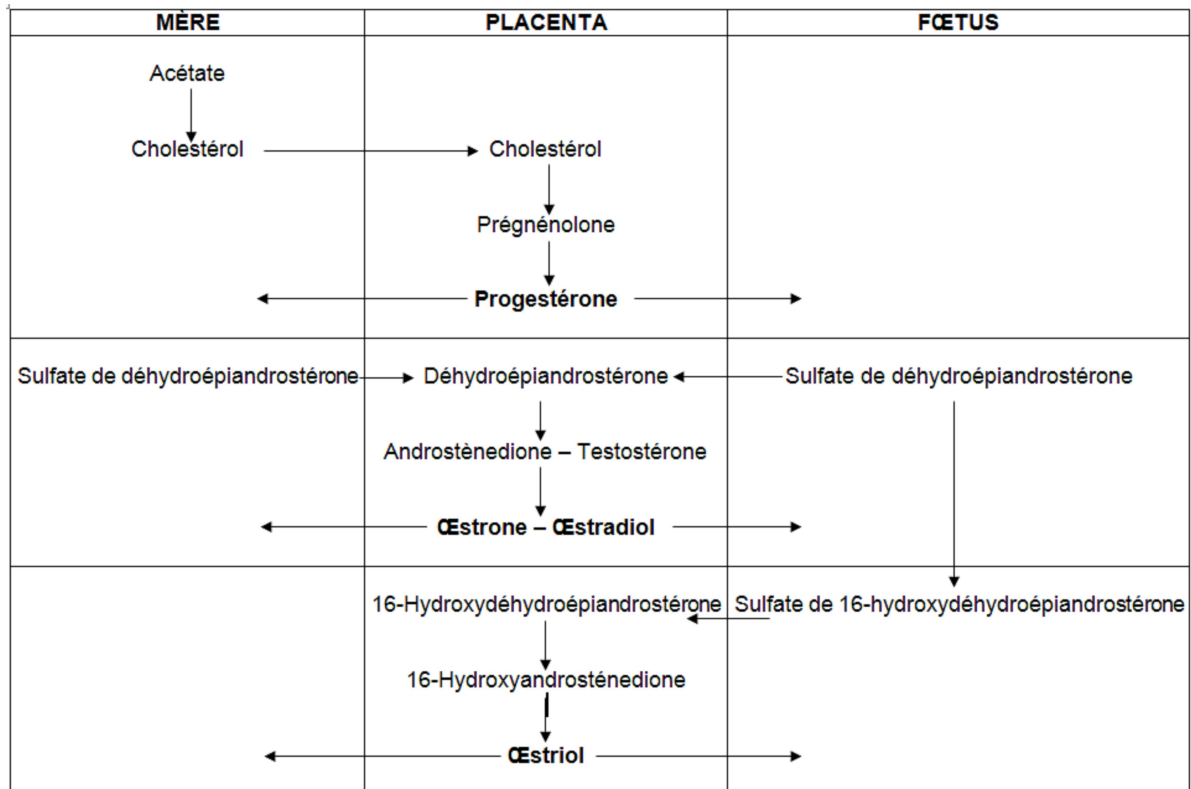 MÈRE PLACENTA FŒTUS
Acétate
Cholestérol Cholestérol
Prégnénolone
Progestérone
Sulfate de déhydroépiandrostérone Déhydroépiandrostérone Sulfate de déhydroépiandrostérone
Androstènedione – Testostérone
Œstrone – Œstradiol
16-Hydroxydéhydroépiandrostérone Sulfate de 16-hydroxydéhydroépiandrostérone
16-Hydroxyandrosténedione
Œstriol